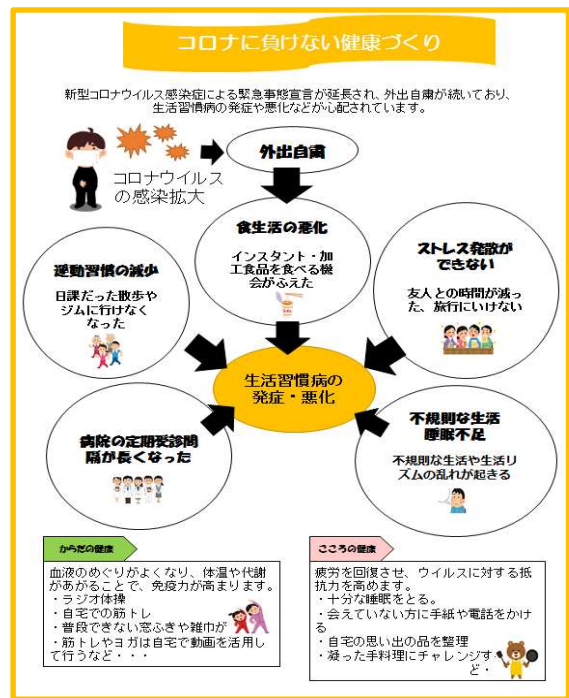 コロナに負けない健康づくり
新型コロナウイルス感染症による緊急事態宣言が延長され、外出自粛が続いており、
生活習慣病の発症や悪化などが心配されています。
外出自粛
コロナウイルス
の感染拡大
食生活の悪化
インスタント・加
工食品を食べる機
会がふえた
運動習慣の減少
日課だった散歩や
ジムに行けなく
なった
ストレス発散が
できない
友人との時間が減っ
た、旅行にいけない
生活習慣病の
発症・悪化
病院の定期受診間
隔が長くなった
不規則な生活
睡眠不足
不規則な生活や生活リ
ズムの乱れが起きる
からだの健康
血液のめぐりがよくなり、体温や代謝
があがることで、免疫力が高まります。
・ラジオ体操
・自宅での筋トレ
・普段できない窓ふきや雑巾が
・筋トレやヨガは自宅で動画を活用し
て行うなど・・・
こころの健康
疲労を回復させ、ウイルスに対する抵
抗力を高めます。
・十分な睡眠をとる。
・会えていない方に手紙や電話をかけ
る
・自宅の思い出の品を整理
・凝った手料理にチャレンジす
ど・